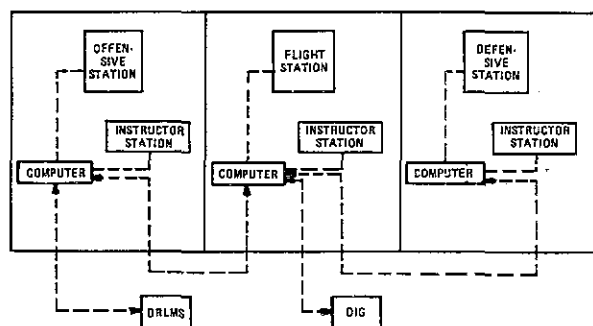 OFFEN-
SIVE
STATION
FLIGHT
STATION
DEFEN-
SIVE
STATION
INSTRUCTOR
STATION
INSTRUCTOR
STATION
INSTRUCTOR
STATION
COMPUTER
COMPUTER
COMPUTER
DRLMS
DIG